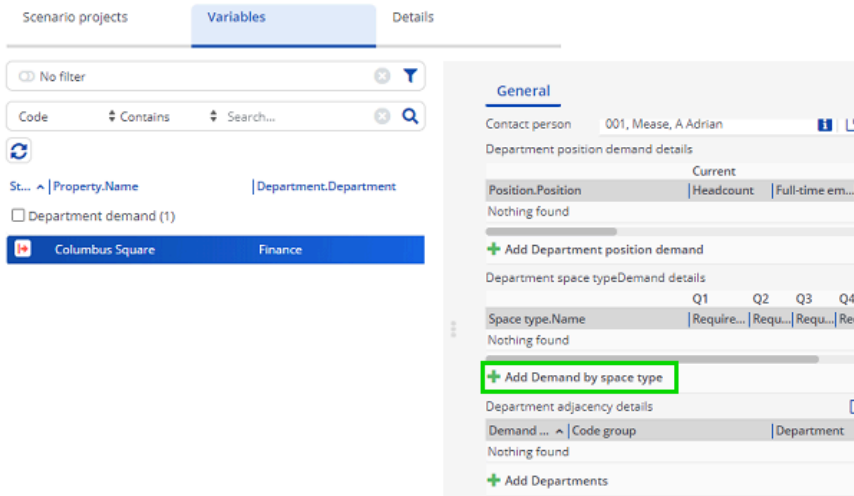 Scenario projects Variables Details
No filter
Code Contains Search...
St... Property.Name Department.Department
Department demand (1)
Columbus Square Finance
General
Contact person 001, Mease, A Adrian
Department position demand details
Current
Position.Position Headcount Full-time em...
Nothing found
Add Department position demand
Department space typeDemand details
Q1 Q2 Q3 Q4
Space type.Name Require... Requ... Requ... Re
Nothing found
Add Demand by space type
Department adjacency details
Demand ... Code group Department
Nothing found
Add Departments